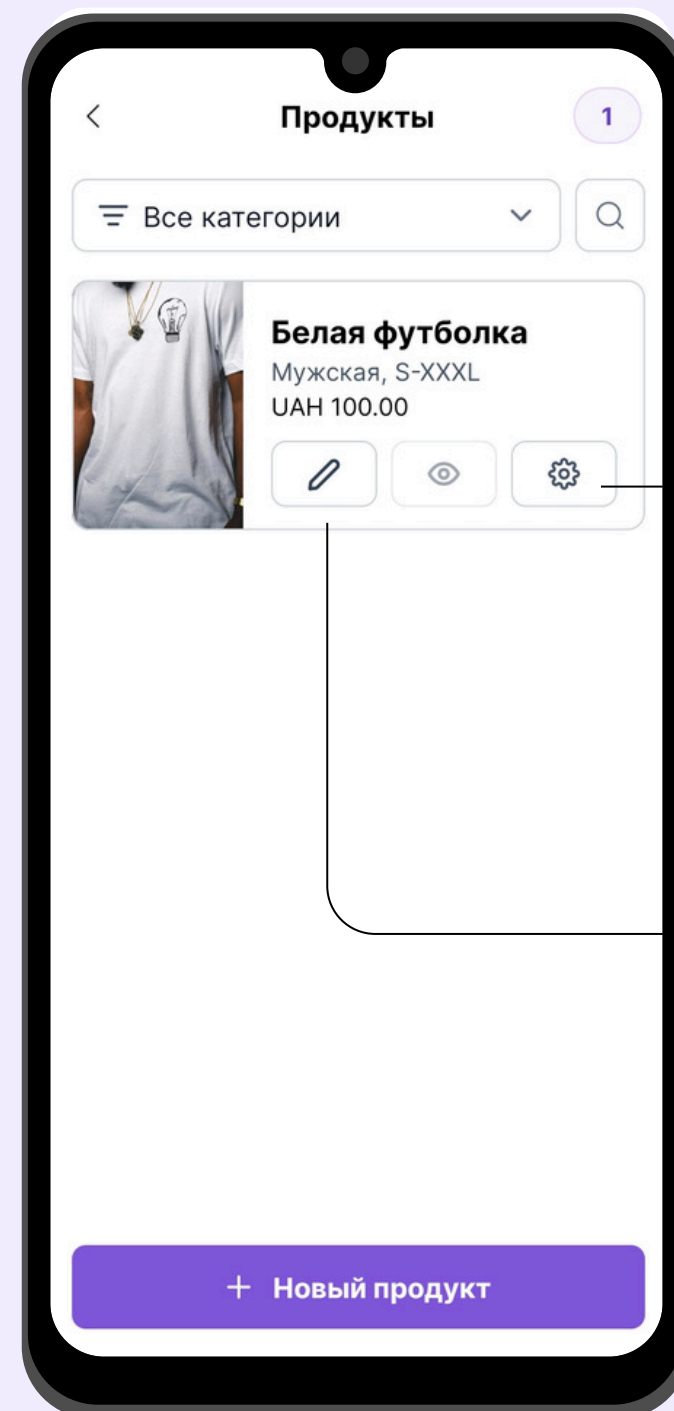 Продукты
1
Все категории
Белая футболка
Мужская, S-XXXL
UAH 100.00
Новый продукт